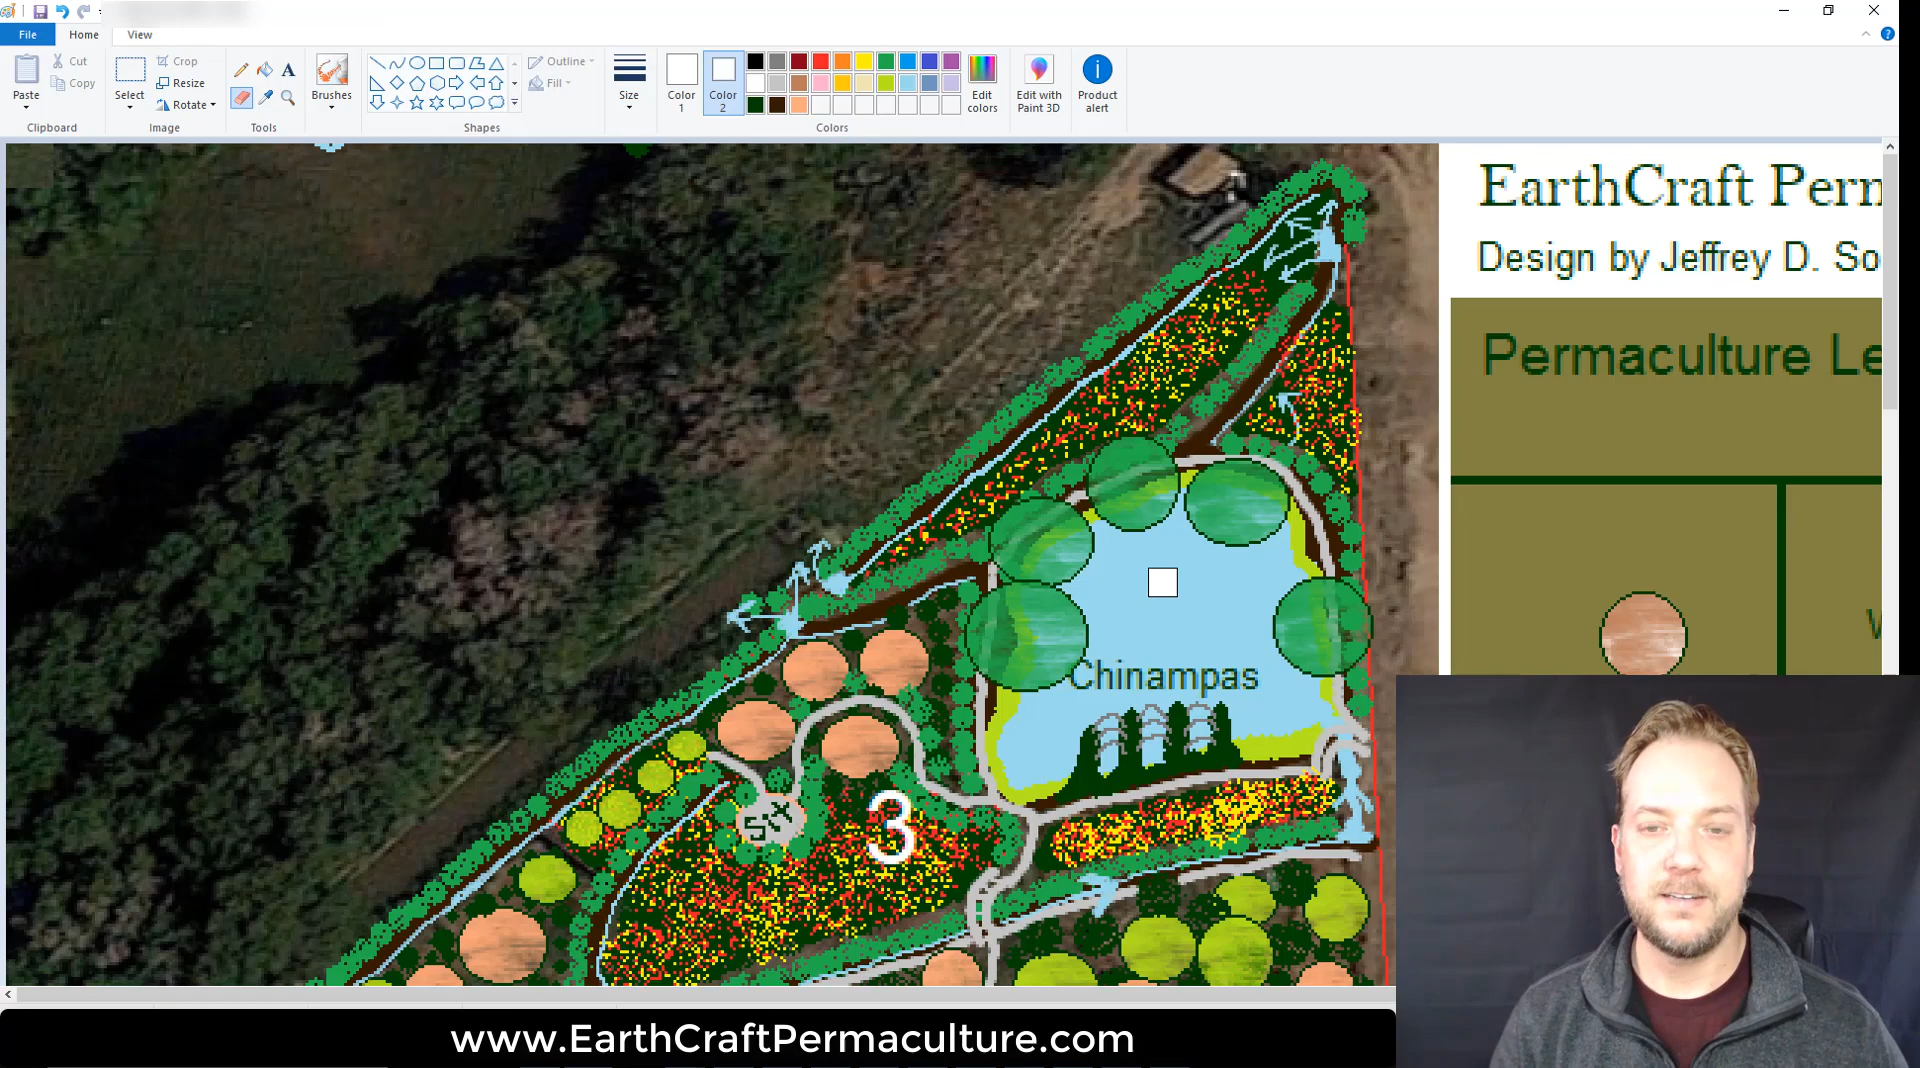 File
Home
View
Paste
Cut
Copy
Clipboard
Select
Crop
Resize
Rotate
Image
A
Tools
Brushes
Shapes
Outline
Fill
Size
Color
1
Color
2
Edit
colors
Colors
Edit with
Paint 3D
Product
alert
EarthCraft Perm
Design by Jeffrey D. So
Permaculture Le
W
Chinampas
3
www.EarthCraftPermaculture.com